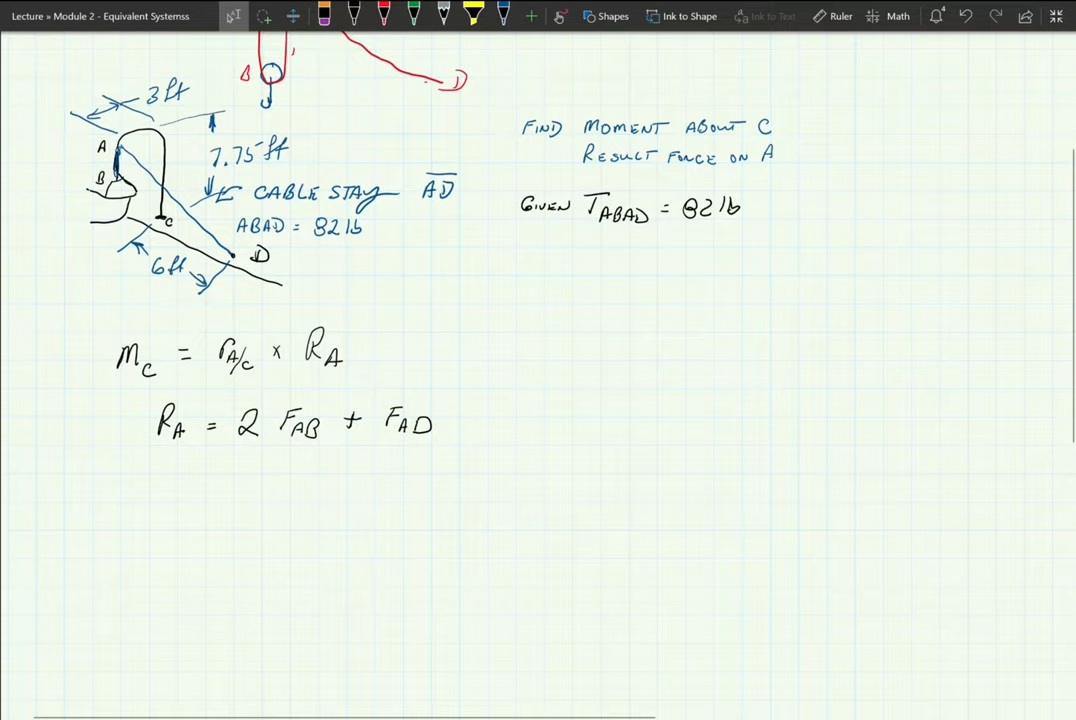 Lecture » Module 2 - Equivalent Systemss
Shapes
Ink to Shape
Ink to Text
Ruler
Math
4
B
D
3 ft
A
7.75 ft
B
CABLE STAY AD
C
ABAD = 82 lb
D
6 ft
FIND MOMENT ABOUT C
RESULT FORCE ON A
GIVEN TABAD = 82 lb
mC = rA/C × RA
RA = 2 FAB + FAD